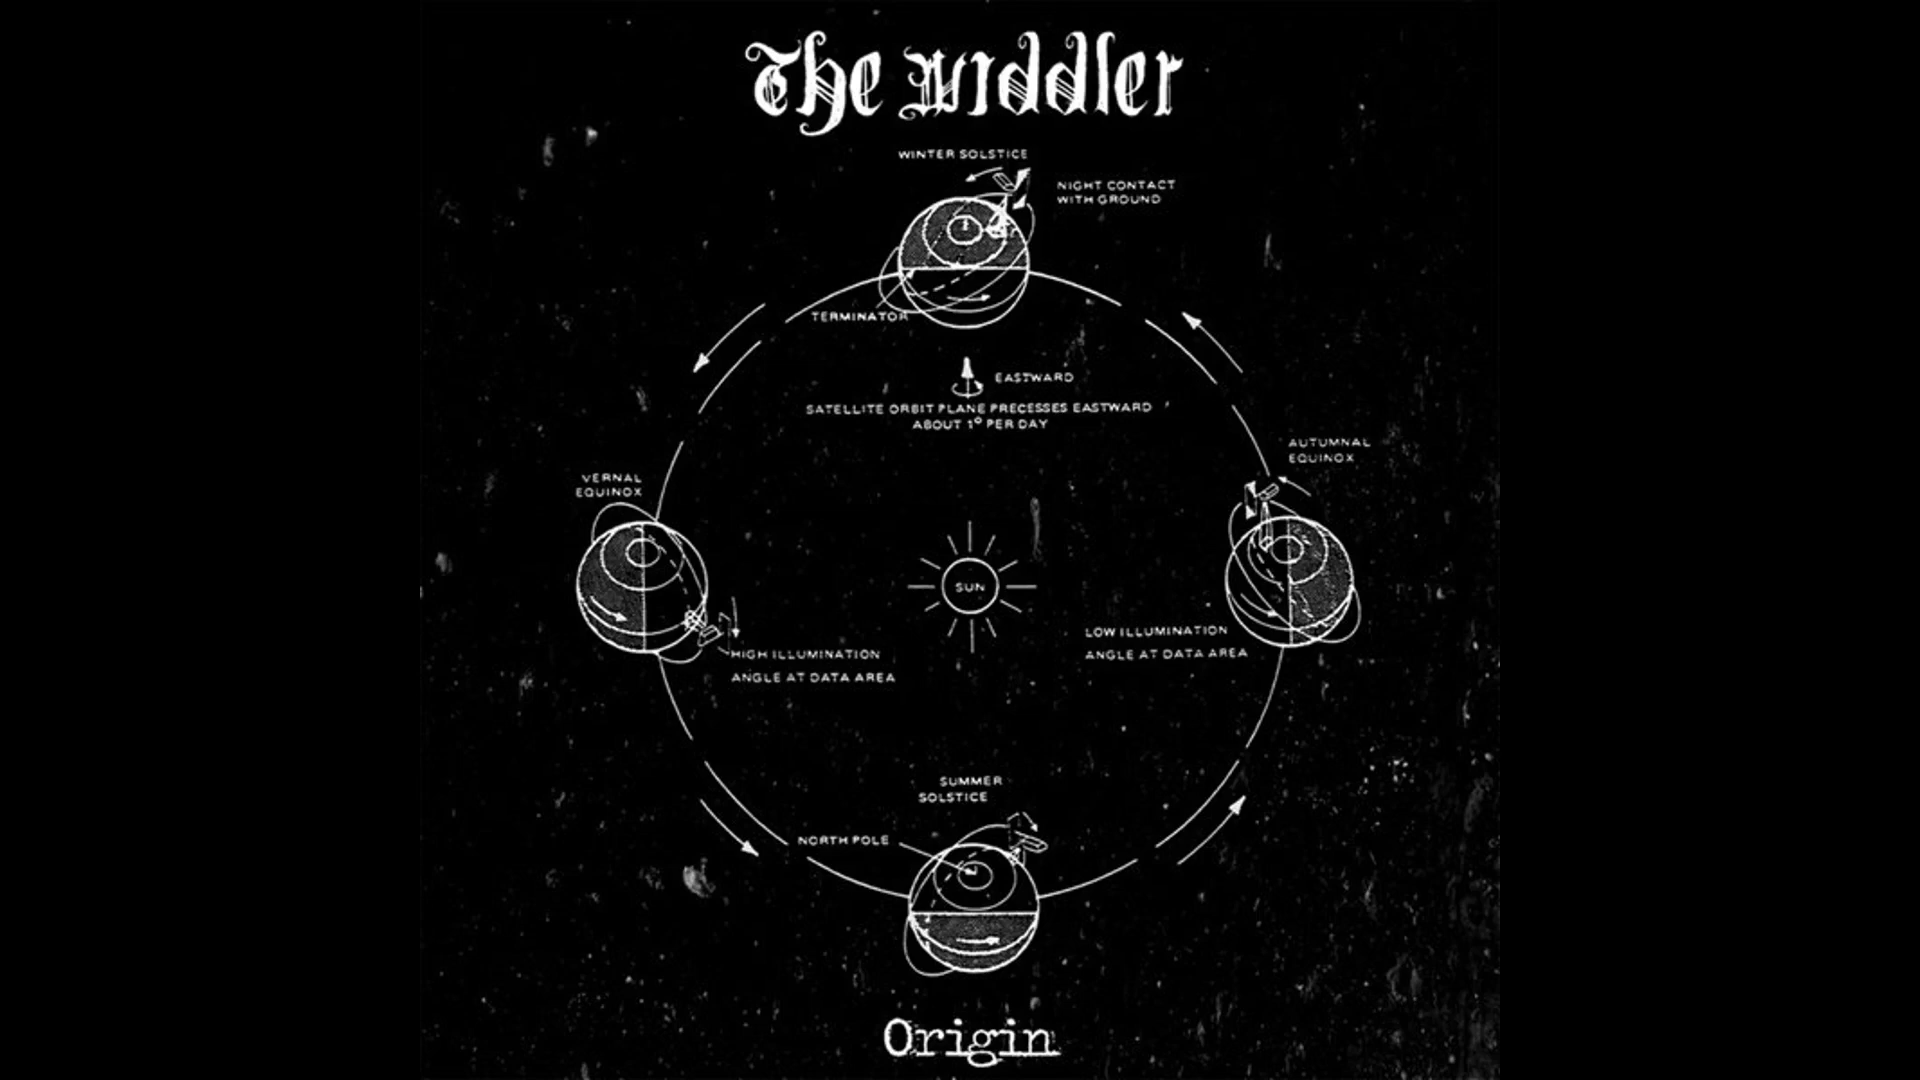 The Widdler
WINTER SOLSTICE
NIGHT CONTACT
WITH GROUND
TERMINATOR
EASTWARD
SATELLITE ORBIT PLANE PRECESSES EASTWARD
ABOUT 1° PER DAY
AUTUMNAL
EQUINOX
VERNAL
EQUINOX
SUN
LOW ILLUMINATION
ANGLE AT DATA AREA
HIGH ILLUMINATION
ANGLE AT DATA AREA
SUMMER
SOLSTICE
NORTH POLE
Origin